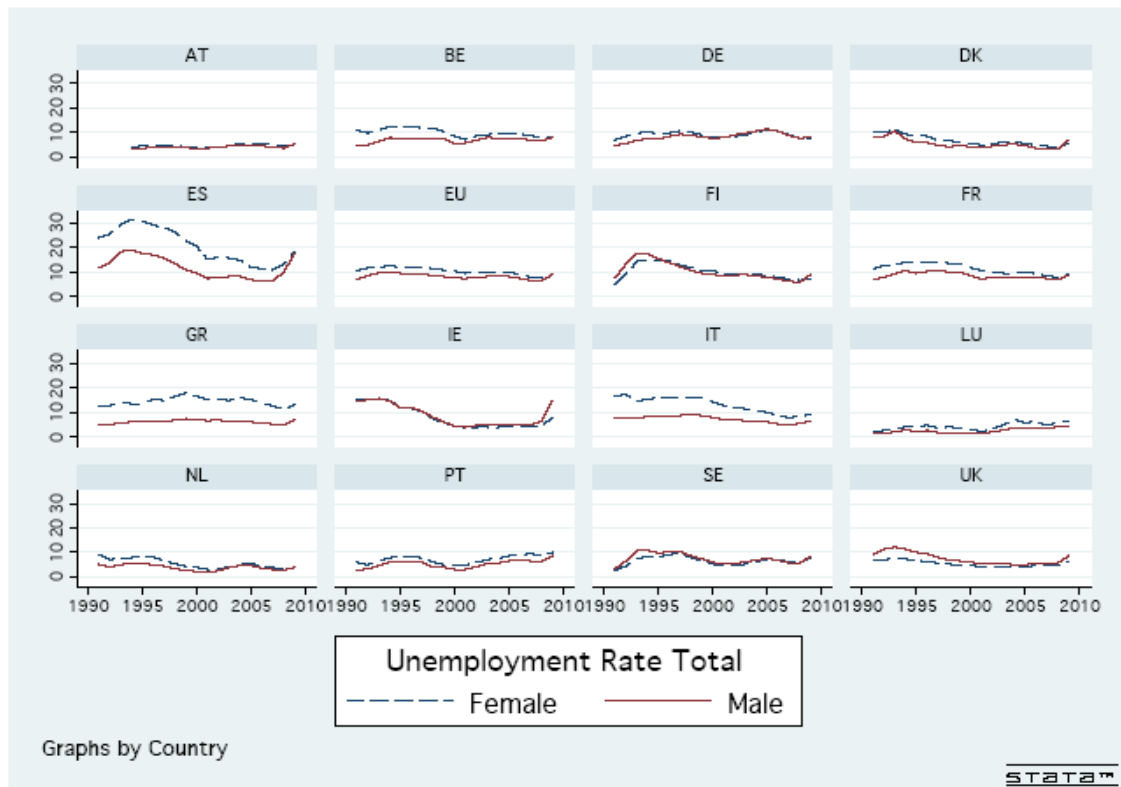 AT BE DE DK
30
20
10
0
ES EU FI FR
30
20
10
0
GR IE IT LU
30
20
10
0
NL PT SE UK
30
20
10
0
1990 1995 2000 2005 2010 1990 1995 2000 2005 2010 1990 1995 2000 2005 2010 1990 1995 2000 2005 2010
Unemployment Rate Total
Female Male
Graphs by Country
STATA™